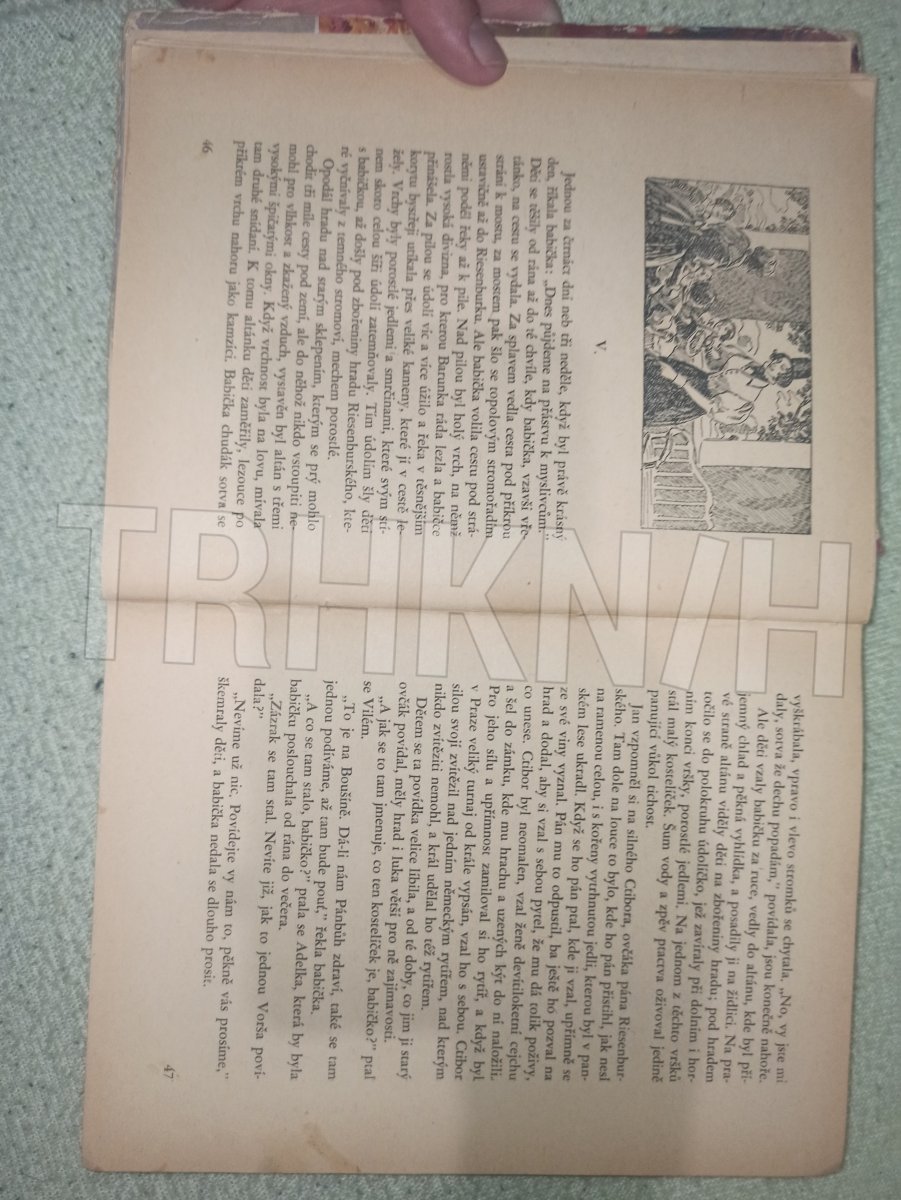 V.
Jednou za čtrnáct dní neb tři neděle, když byl právě krásný
den, říkala babička: „Dnes půjdeme na přástvu k myslivcům.“
Děti se těšily od rána až do té chvíle, kdy babička, vzavši vře-
ténko, na cestu se vydala. Za splavem vedla cesta pod příkrou
strání k mostu, za mostem pak šlo se topolovým stromořadím
ustavičně až do Riesenburku. Ale babička volila cestu pod strá-
němi podél řeky až k pile. Nad pilou byl holý vrch, na němž
rostla vysoká divizna, pro kterou Barunka ráda lezla a babičce
přinášela. Za pilou se údolí víc a více úžilo a řeka v těsnějším
korytu bystřeji utíkala přes veliké kameny, které jí v cestě le-
žely. Vrchy byly porostlé jedlemi a smrčinami, které svým stí-
nem skoro celou šíři údolí zatemňovaly. Tím údolím šly děti
s babičkou, až došly pod zbořeniny hradu Riesenburského, kte-
ré vyčnívaly z temného stromoví, mechem porostlé.
Opodál hradu nad starým sklepením, kterým se prý mohlo
chodit tři míle cesty pod zemí, ale do něhož nikdo vstoupiti ne-
mohl pro vlhkost a zkažený vzduch, vystavěn byl altán s třemi
vysokými špičarými okny. Když vrchnost byla na lovu, mívala
tam druhé snídaní. K tomu altánku děti zaměřily, lezouce po
příkrém vrchu nahoru jako kamzíci. Babička chudák sotva se
46
vyškrábala, vpravo i vlevo stromků se chytala. „No, vy jste mi
daly, sotva že dechu popadám,“ povídala, jsou konečně nahoře.
Ale děti vzaly babičku za ruce, vedly do altánu, kde byl pří-
jemný chlad a pěkná vyhlídka, a posadily ji na židlici. Na pra-
vé straně altánu viděly děti na zbořeniny hradu; pod hradem
točilo se do polokruhu údolíčko, jež zavíraly při dolním i hor-
ním konci vršky, porostlé jedlemi. Na jednom z těchto vršků
stál malý kostelíček. Šum vody a zpěv ptactva oživoval jedině
panující vůkol tichost.
Jan vzpomněl si na silného Ctibora, ovčáka pána Riesenbur-
ského. Tam dole na louce to bylo, kde ho pán přistihl, jak nesl
na ramenou celou, i s kořeny vytrhnutou jedli, kterou byl v pan-
ském lese ukradl. Když se ho pán ptal, kde ji vzal, upřímně se
ze své viny vyznal. Pán mu to odpustil, ba ještě ho pozval na
hrad a dodal, aby si vzal s sebou pytel, že mu dá tolik poživy,
co unese. Ctibor byl neomalen, vzal ženě devítiloketní cejchu
a šel do zámku, kde mu hrachu a uzených kýt do ní naložili.
Pro jeho sílu a upřímnost zamiloval si ho rytíř, a když byl
v Praze veliký turnaj od krále vypsán, vzal ho s sebou. Ctibor
silou svojí zvítězil nad jedním německým rytířem, nad kterým
nikdo zvítěziti nemohl, a král udělal ho též rytířem.
Dětem se ta povídka velice líbila, a od té doby, co jim ji starý
ovčák povídal, měly hrad i luka větší pro ně zajímavosti.
„A jak se to tam jmenuje, co ten kostelíček je, babičko?“ ptal
se Vilém.
„To je na Boušíně. Dá-li nám Pánbůh zdraví, také se tam
jednou podíváme, až tam bude pouť,“ řekla babička.
„A co se tam stalo, babičko?“ ptala se Adelka, která by byla
babičku poslouchala od rána do večera.
„Zázrak se tam stal. Nevíte již, jak to jednou Vorša poví-
dala?“
„Nevíme už nic. Povídejte vy nám to, pěkně vás prosíme,“
škemraly děti, a babička nedala se dlouho prosit.
47
TRHKNIH